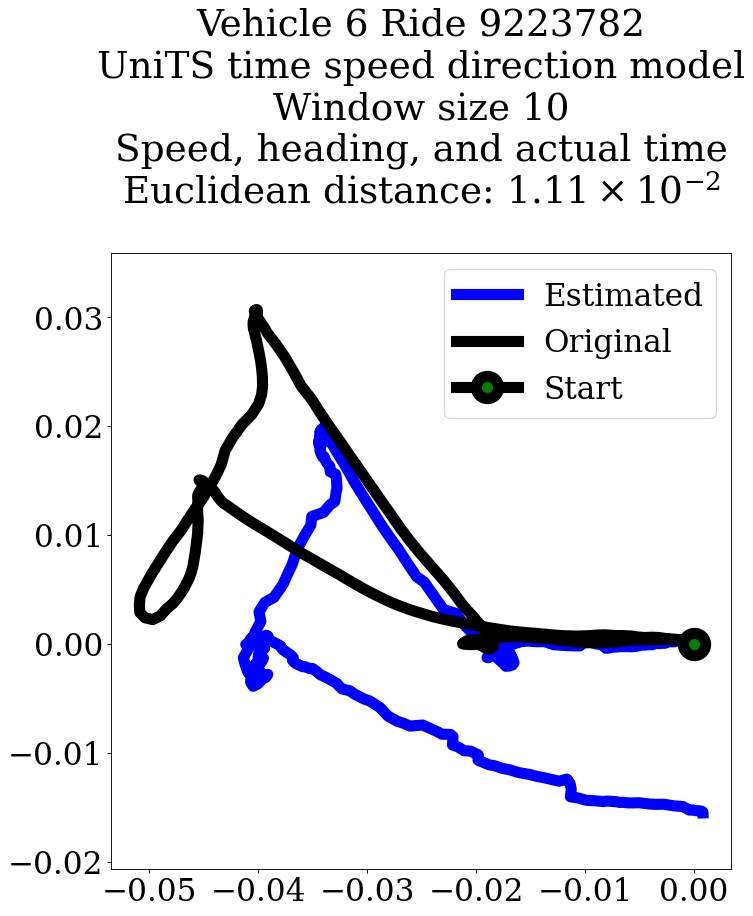 Vehicle 6 Ride 9223782
UniTS time speed direction model
Window size 10
Speed, heading, and actual time
Euclidean distance: 1.11 × 10⁻²
Estimated
Original
Start
0.03
0.02
0.01
0.00
−0.01
−0.02
−0.05 −0.04 −0.03 −0.02 −0.01 0.00